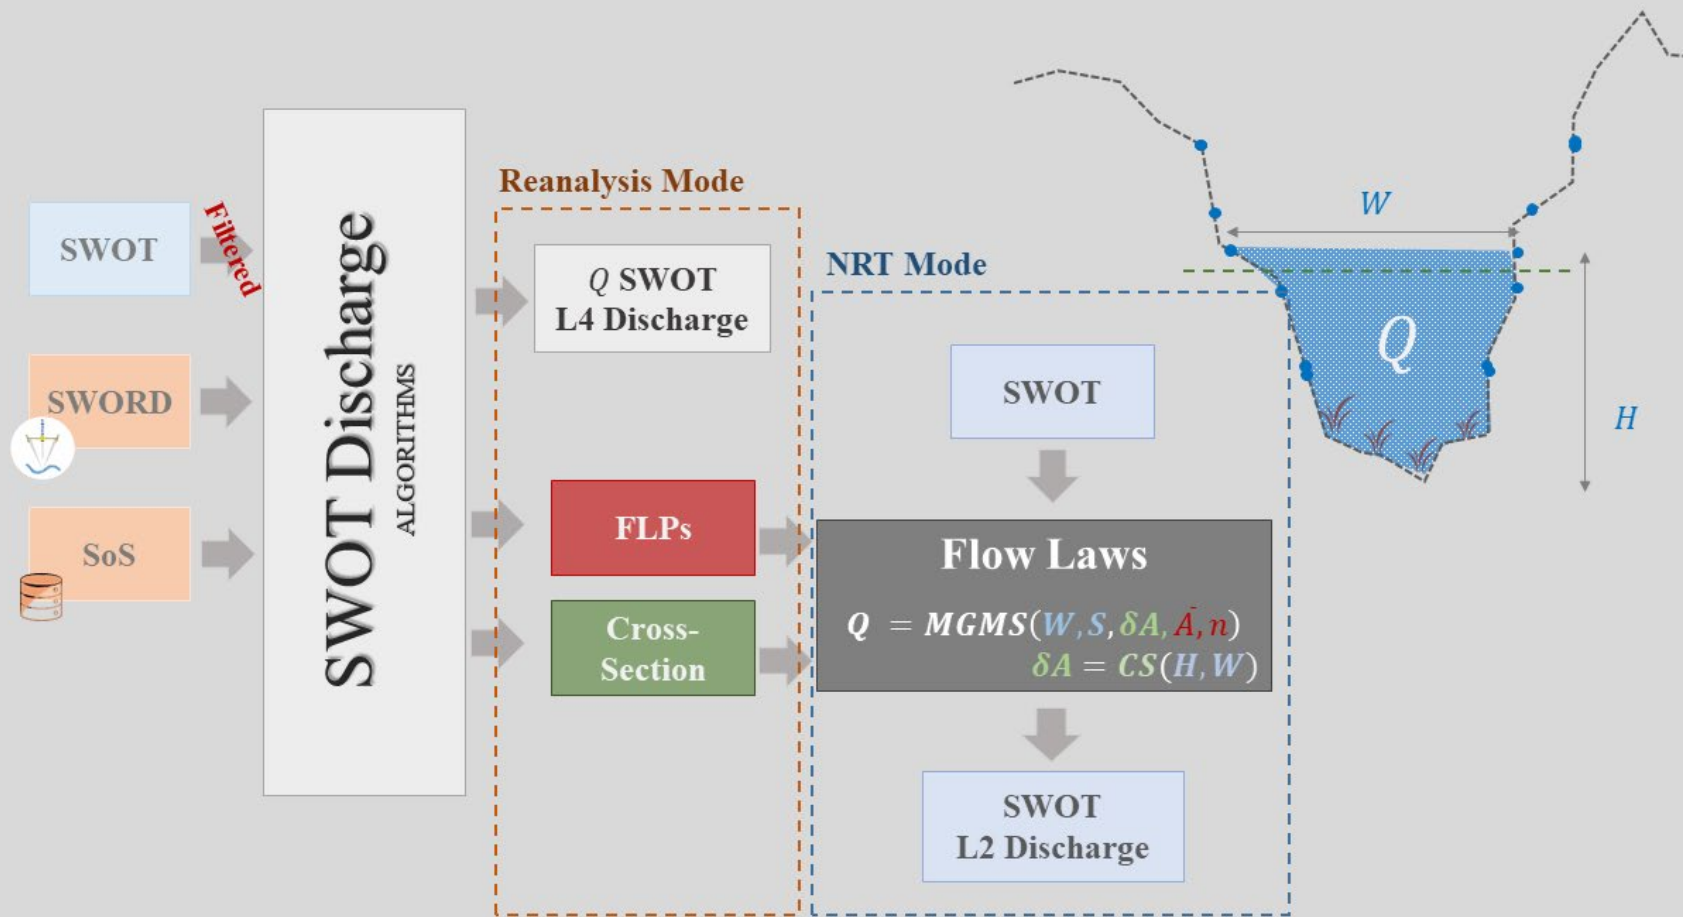 SWOT
Filtered
SWORD
SoS
SWOT Discharge
ALGORITHMS
Reanalysis Mode
Q SWOT
L4 Discharge
FLPs
Cross-
Section
NRT Mode
SWOT
Flow Laws
Q = MGMS(W, S, δA, Ā, n)
δA = CS(H, W)
SWOT
L2 Discharge
W
Q
H